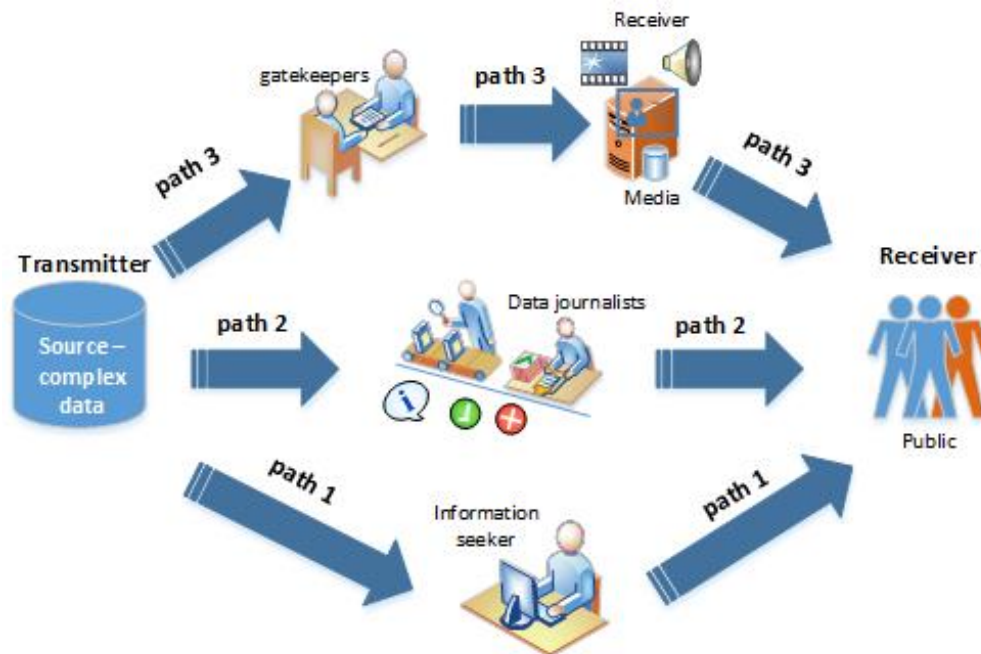 Receiver
gatekeepers
path 3
path 3
path 3
Media
Transmitter
Source –
complex
data
path 2
Data journalists
path 2
Receiver
Public
path 1
Information
seeker
path 1